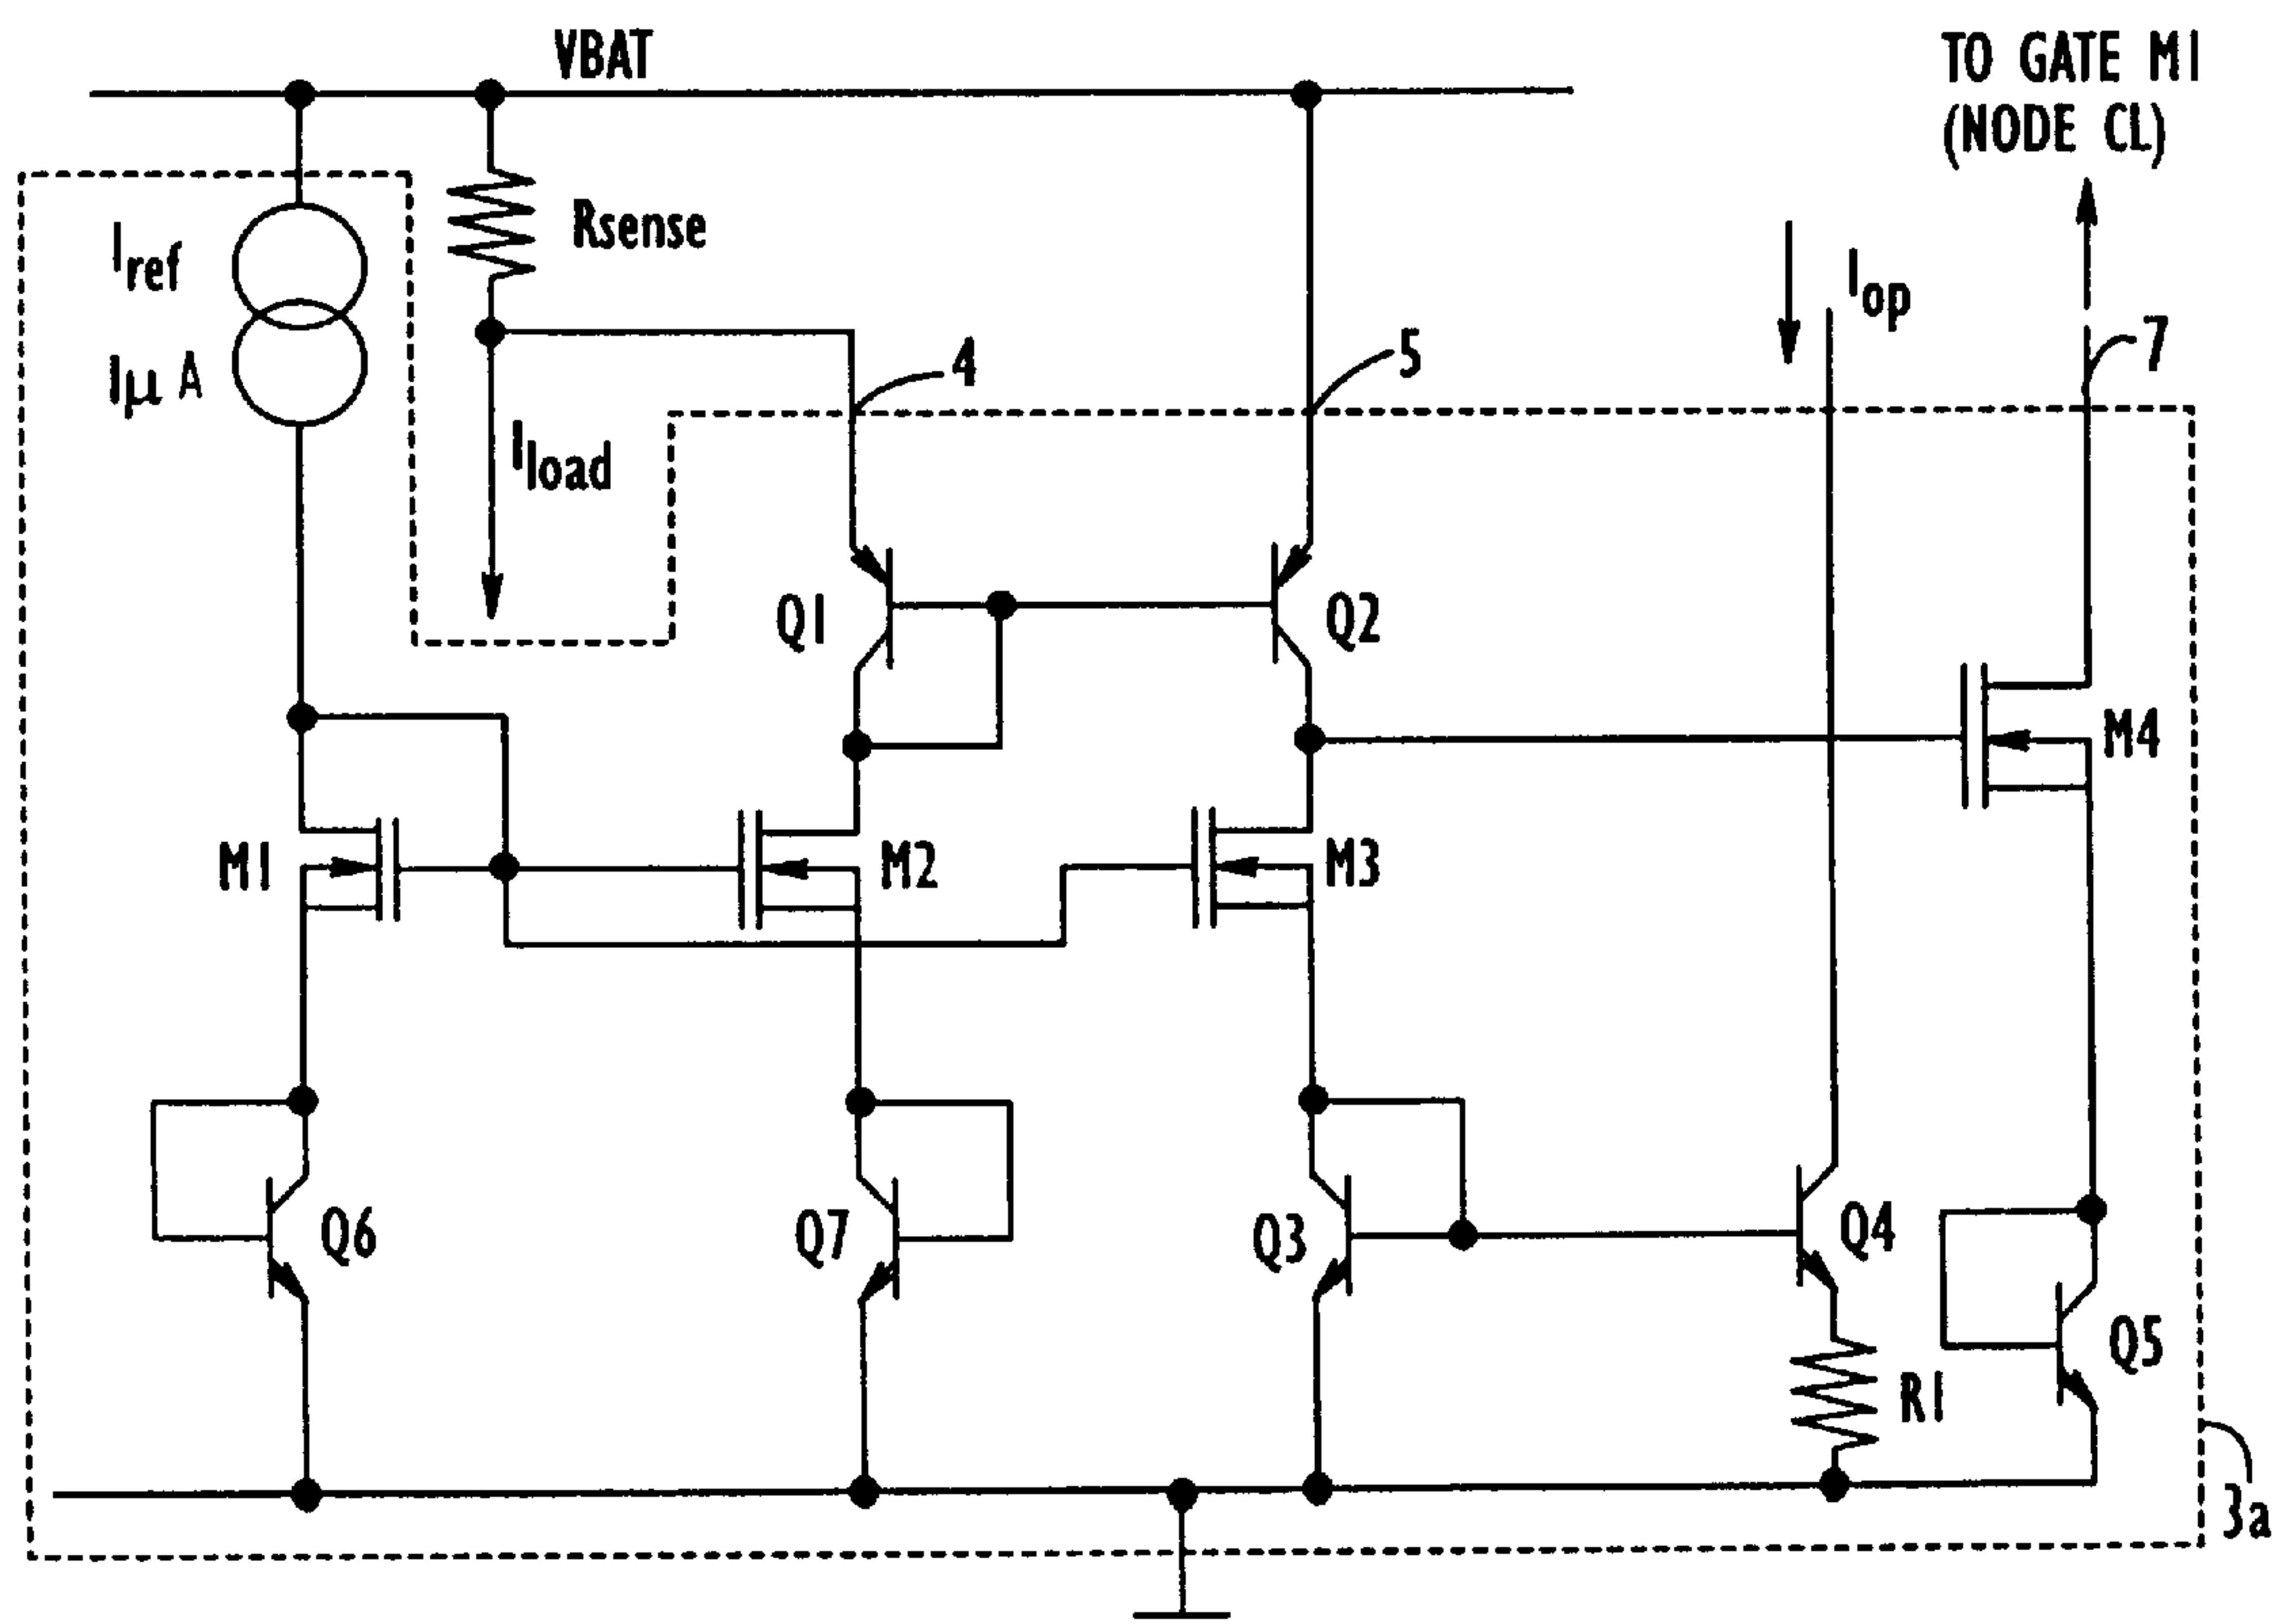 VBAT
TO GATE M1
(NODE CL)
Iref
1μ A
Rsense
Iload
4
5
Iop
7
Q1
Q2
M4
M1
M2
M3
Q6
Q7
Q3
Q4
Q5
R1
3a